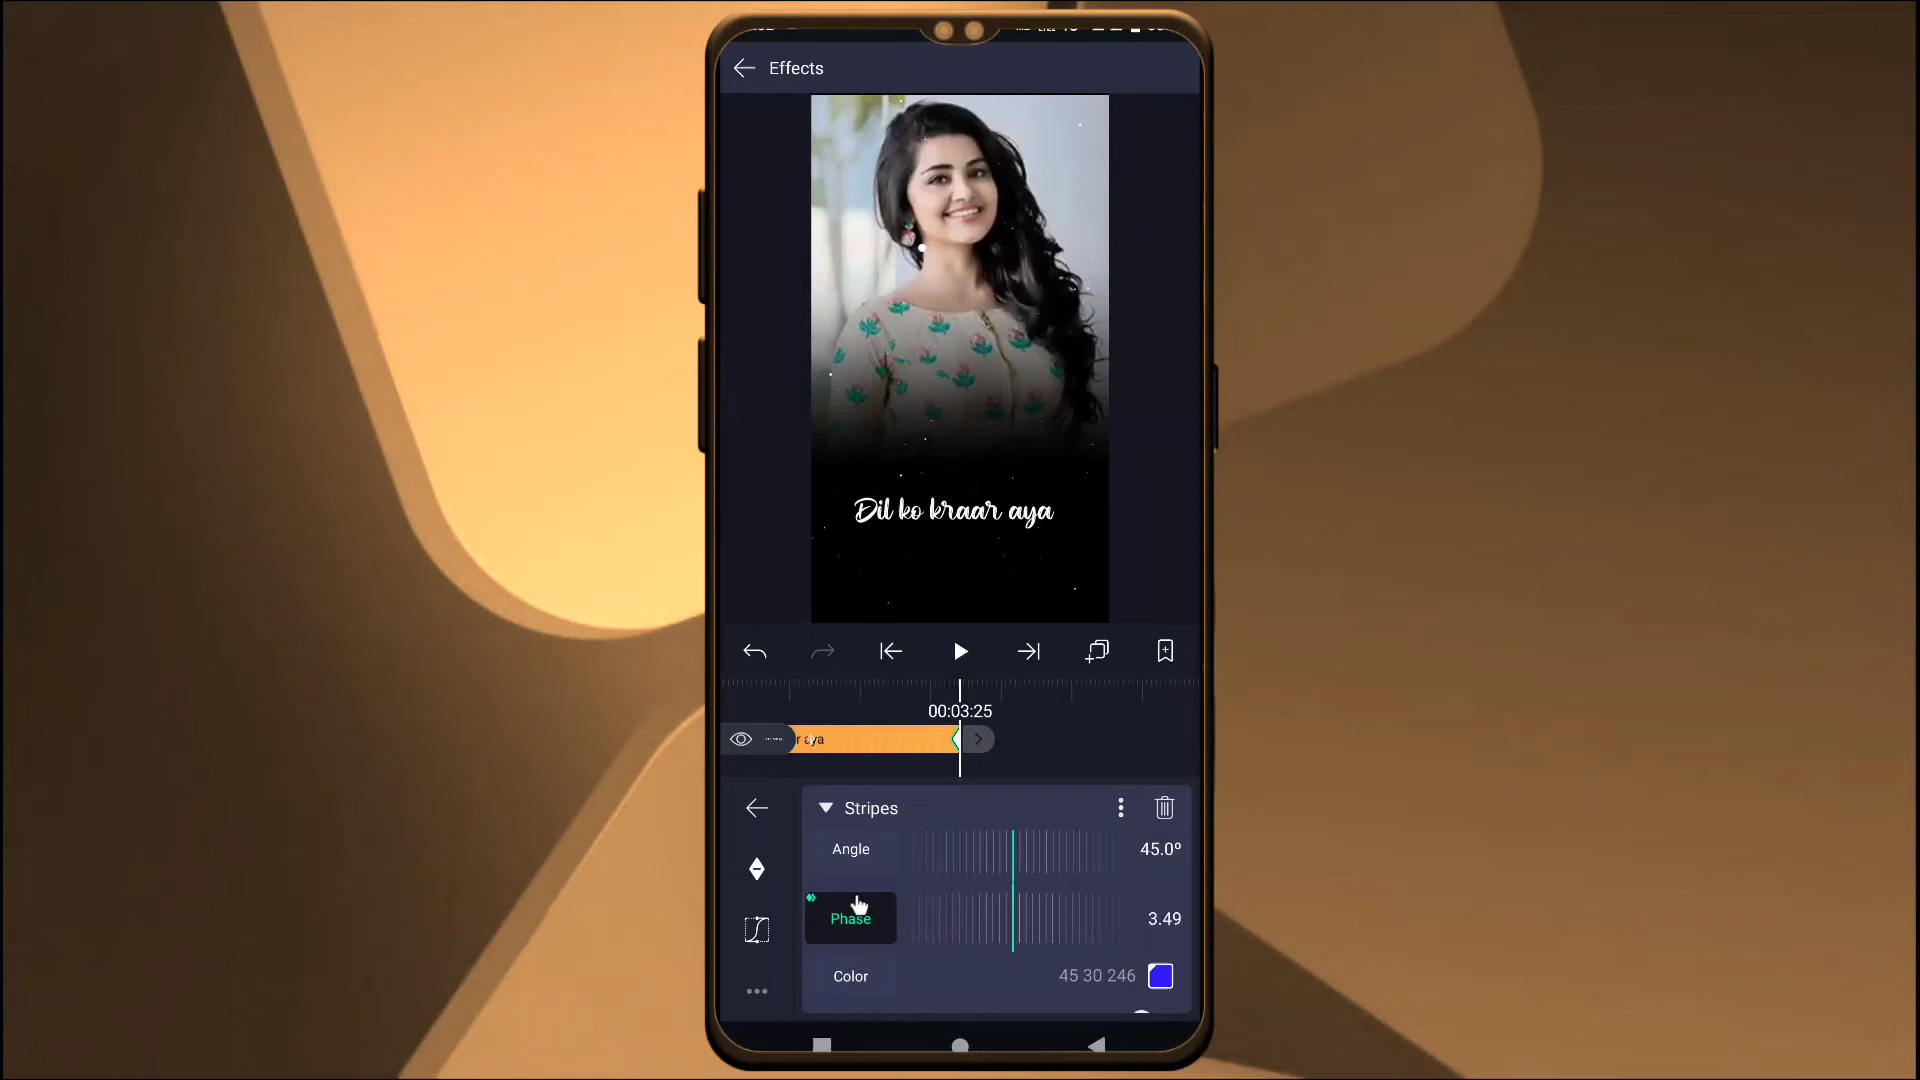 Effects
Dil ko kraar aya
00:03:25
r aya
Stripes
Angle
45.0º
Phase
3.49
Color
45 30 246